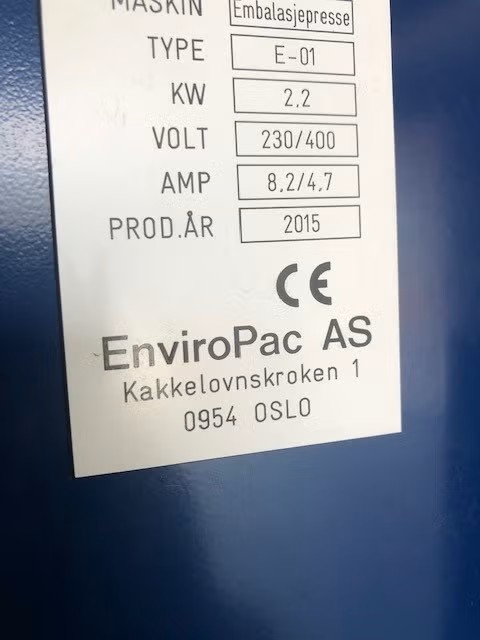 MASKIN Embalasjepresse
TYPE E-01
KW 2,2
VOLT 230/400
AMP 8,2/4,7
PROD.ÅR 2015
CE
EnviroPac AS
Kakkelovnskroken 1
0954 OSLO